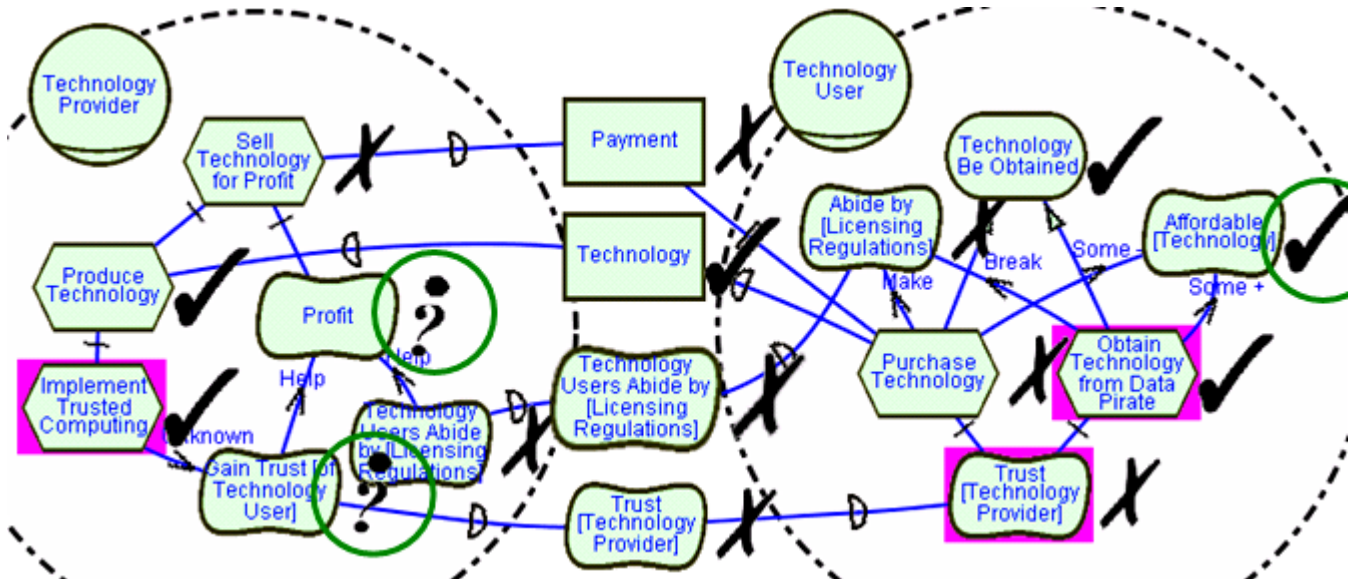 Technology
Provider
Sell
Technology
for Profit
Payment
Technology
User
Technology
Be Obtained
Abide by
[Licensing
Regulations]
Affordable
[Technology]
Produce
Technology
Technology
Some -
Break
Make
Some +
Profit
Help
Help
Implement
Trusted
Computing
Unknown
Technology
Users Abide
by [Licensing
Regulations]
Technology
Users Abide by
[Licensing
Regulations]
Purchase
Technology
Obtain
Technology
from Data
Pirate
Gain Trust [of
Technology
User]
Trust
[Technology
Provider]
Trust
[Technology
Provider]